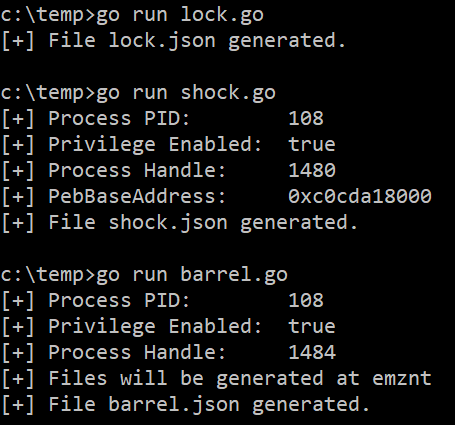 c:\temp>go run lock.go
[+] File lock.json generated.
c:\temp>go run shock.go
[+] Process PID: 108
[+] Privilege Enabled: true
[+] Process Handle: 1480
[+] PebBaseAddress: 0xc0cda18000
[+] File shock.json generated.
c:\temp>go run barrel.go
[+] Process PID: 108
[+] Privilege Enabled: true
[+] Process Handle: 1484
[+] Files will be generated at emznt
[+] File barrel.json generated.